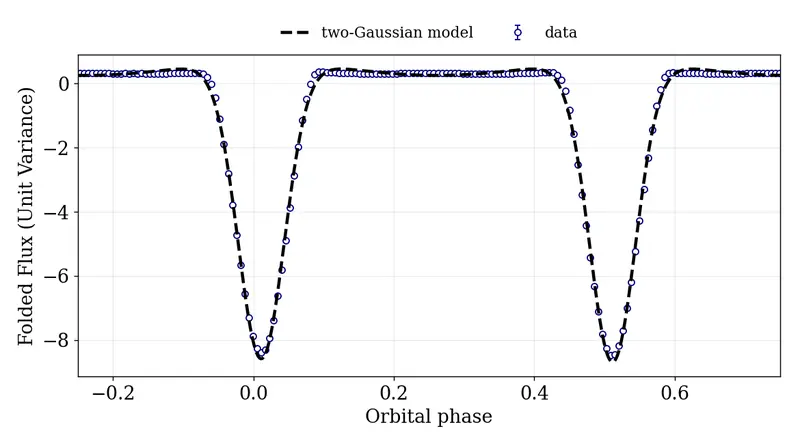 two-Gaussian model
data
Folded Flux (Unit Variance)
0
−2
−4
−6
−8
−0.2
0.0
0.2
0.4
0.6
Orbital phase